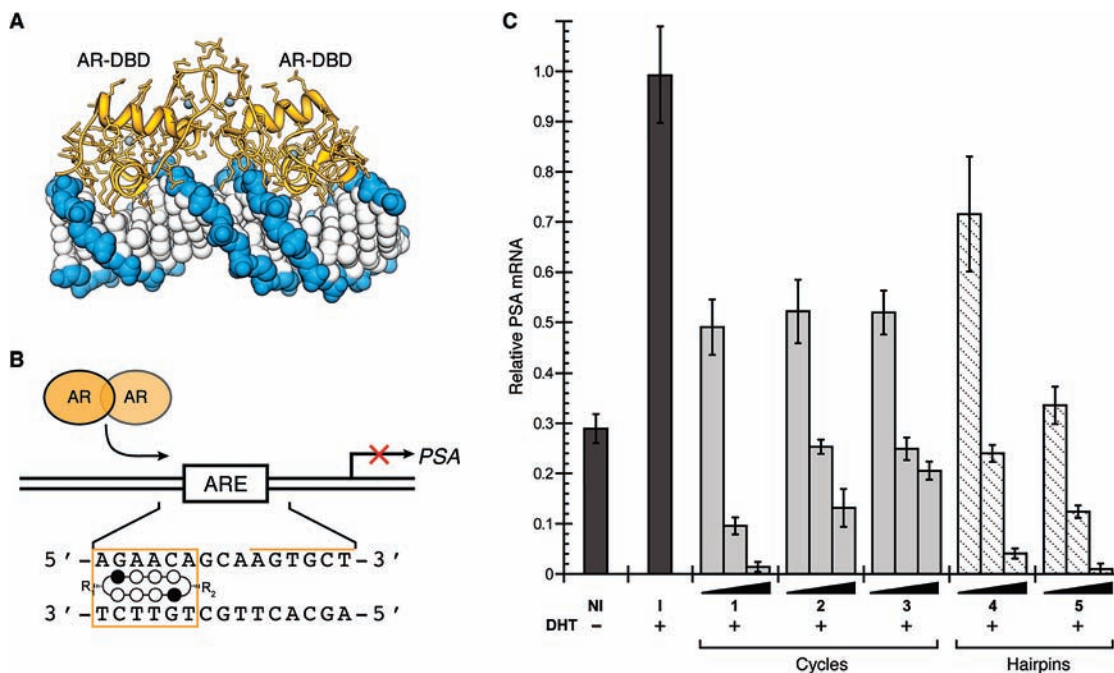 A
AR-DBD AR-DBD
B
AR AR
PSA
ARE
5′-AGAACAGCAAGTGCT-3′
R1 R2
3′-TCTTGTCGTTCACGA-5′
C
Relative PSA mRNA
1.0
0.9
0.8
0.7
0.6
0.5
0.4
0.3
0.2
0.1
0
NI I 1 2 3 4 5
DHT − + + + + + +
Cycles Hairpins